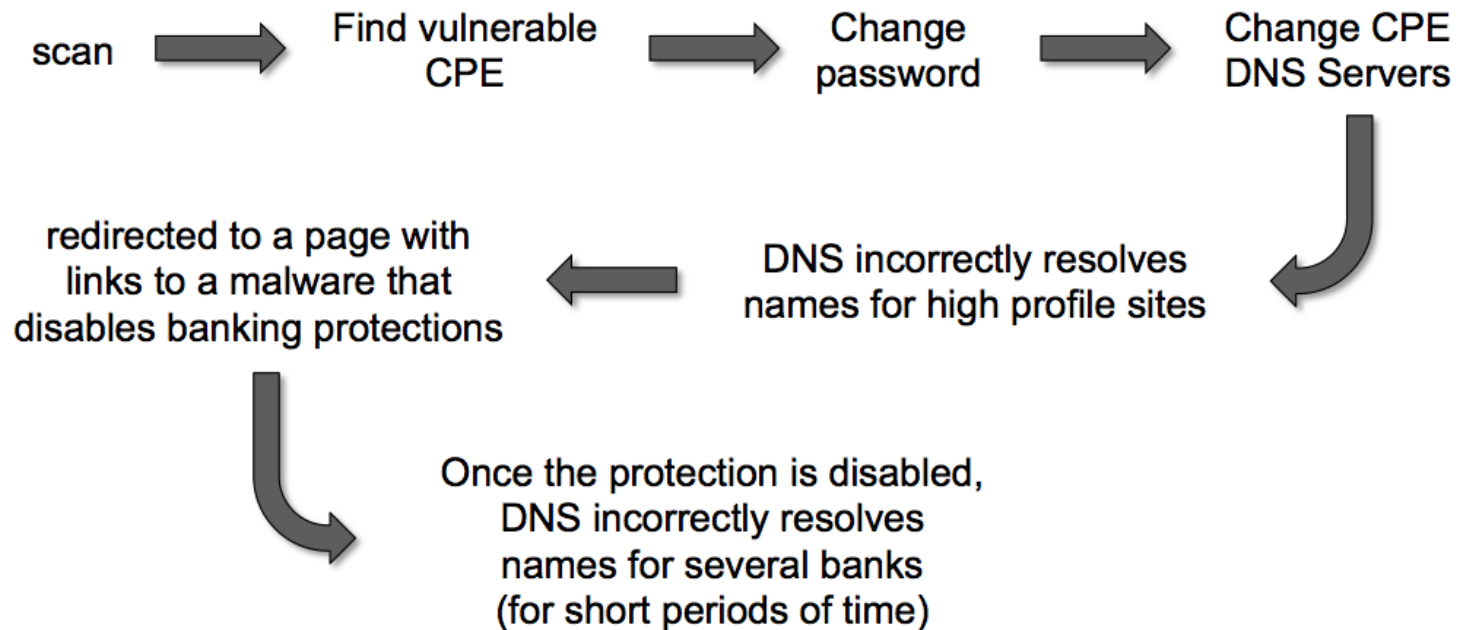 scan
Find vulnerable
CPE
Change
password
Change CPE
DNS Servers
DNS incorrectly resolves
names for high profile sites
redirected to a page with
links to a malware that
disables banking protections
Once the protection is disabled,
DNS incorrectly resolves
names for several banks
(for short periods of time)